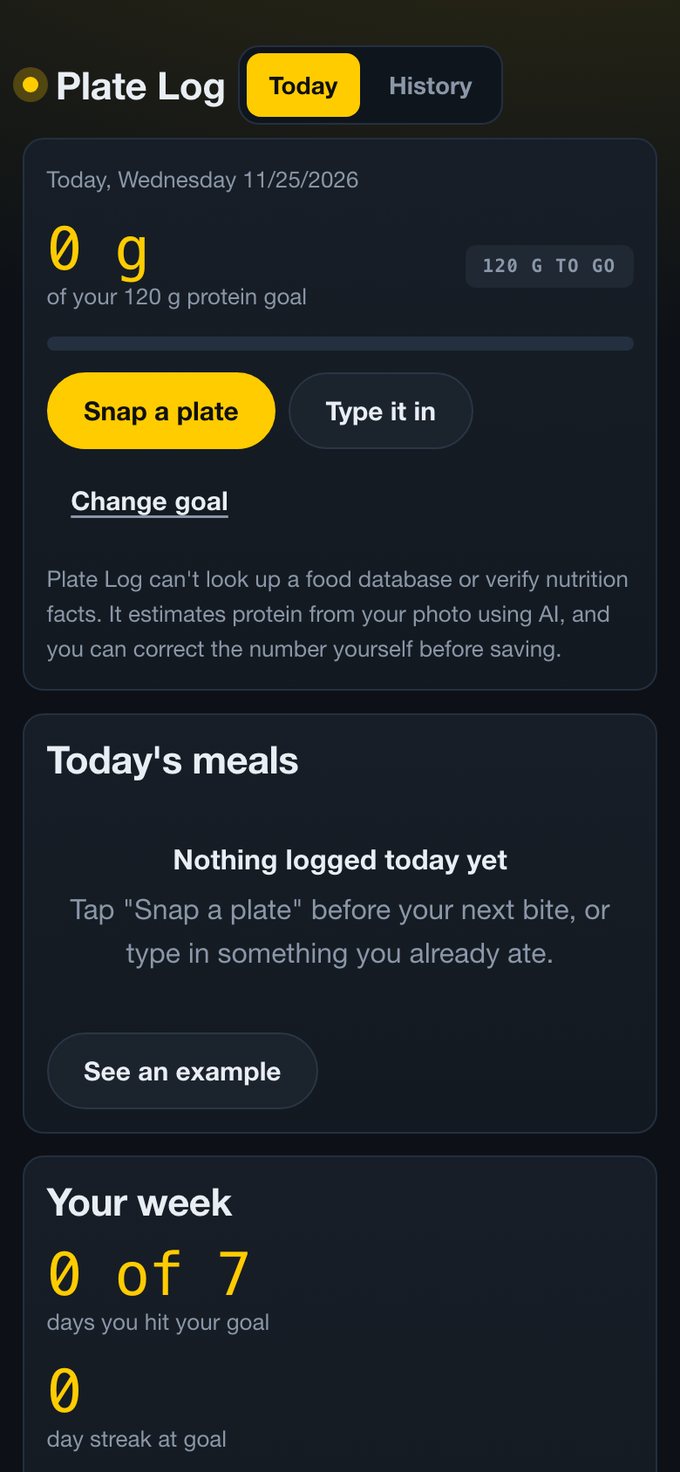 Plate Log
Today
History
Today, Wednesday 11/25/2026
0 g
of your 120 g protein goal
120 G TO GO
Snap a plate
Type it in
Change goal
Plate Log can't look up a food database or verify nutrition
facts. It estimates protein from your photo using AI, and
you can correct the number yourself before saving.
Today's meals
Nothing logged today yet
Tap "Snap a plate" before your next bite, or
type in something you already ate.
See an example
Your week
0 of 7
days you hit your goal
0
day streak at goal